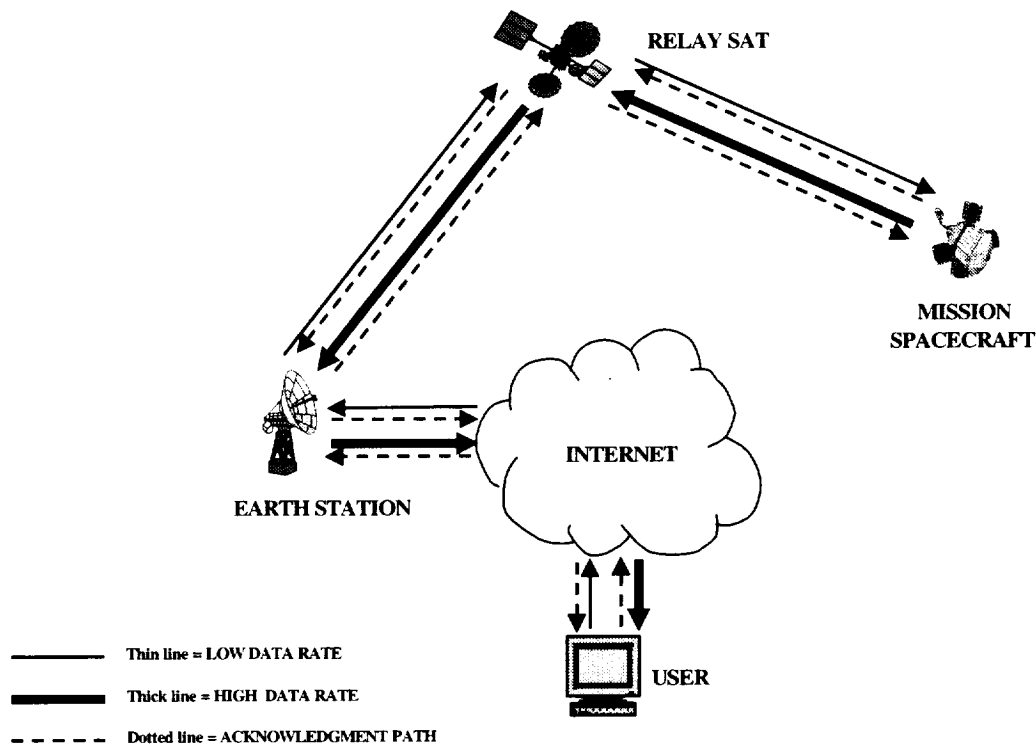 RELAY SAT
MISSION
SPACECRAFT
INTERNET
EARTH STATION
USER
Thin line = LOW DATA RATE
Thick line = HIGH DATA RATE
Dotted line = ACKNOWLEDGMENT PATH